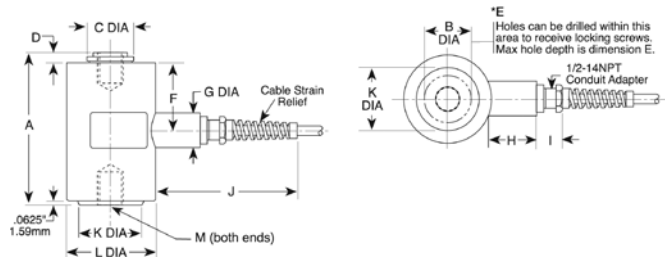 C DIA
D
A
F
G DIA
Cable Strain
Relief
J
.0625"
1.59mm
K DIA
L DIA
M (both ends)
B
DIA
*E
Holes can be drilled within this
area to receive locking screws.
Max hole depth is dimension E.
1/2-14NPT
Conduit Adapter
K
DIA
H
I